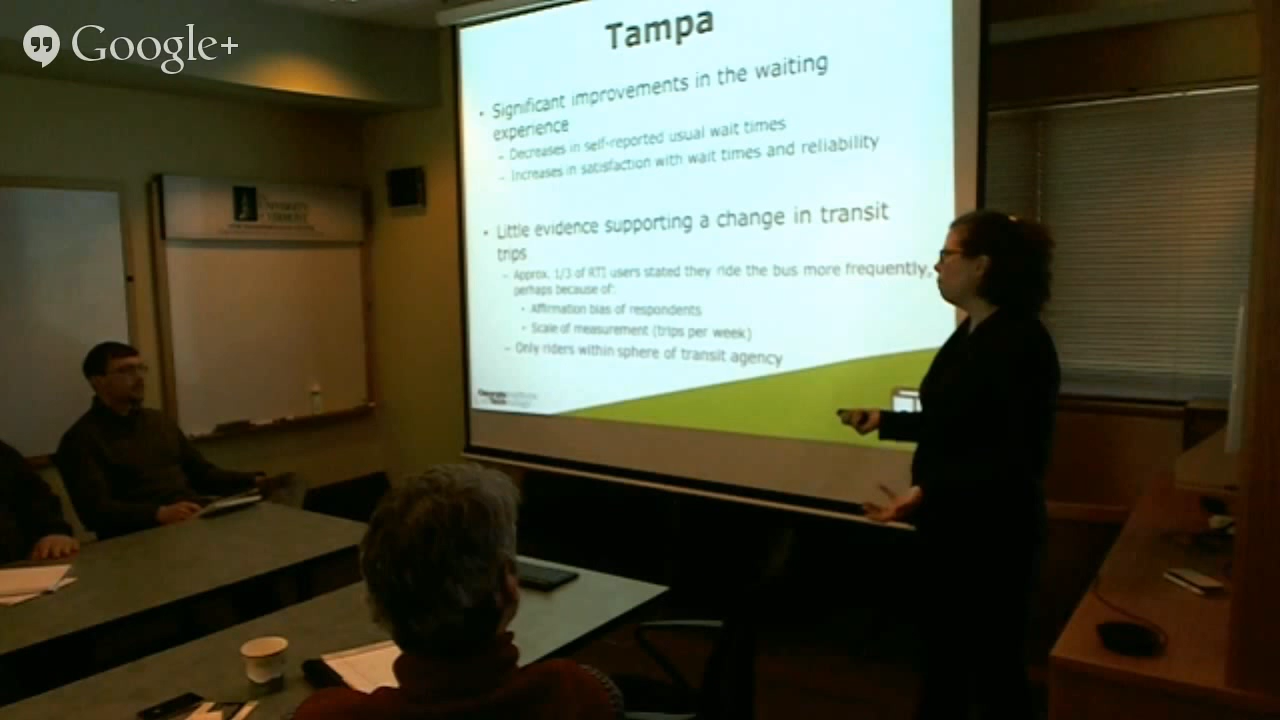 Google+
Tampa
• Significant improvements in the waiting
experience
– Decreases in self-reported usual wait times
– Increases in satisfaction with wait times and reliability
• Little evidence supporting a change in transit
trips
– Approx. 1/3 of RTI users stated they ride the bus more frequently,
perhaps because of:
• Affirmation bias of respondents
• Scale of measurement (trips per week)
– Only riders within sphere of transit agency
UNIVERSITY
of VERMONT